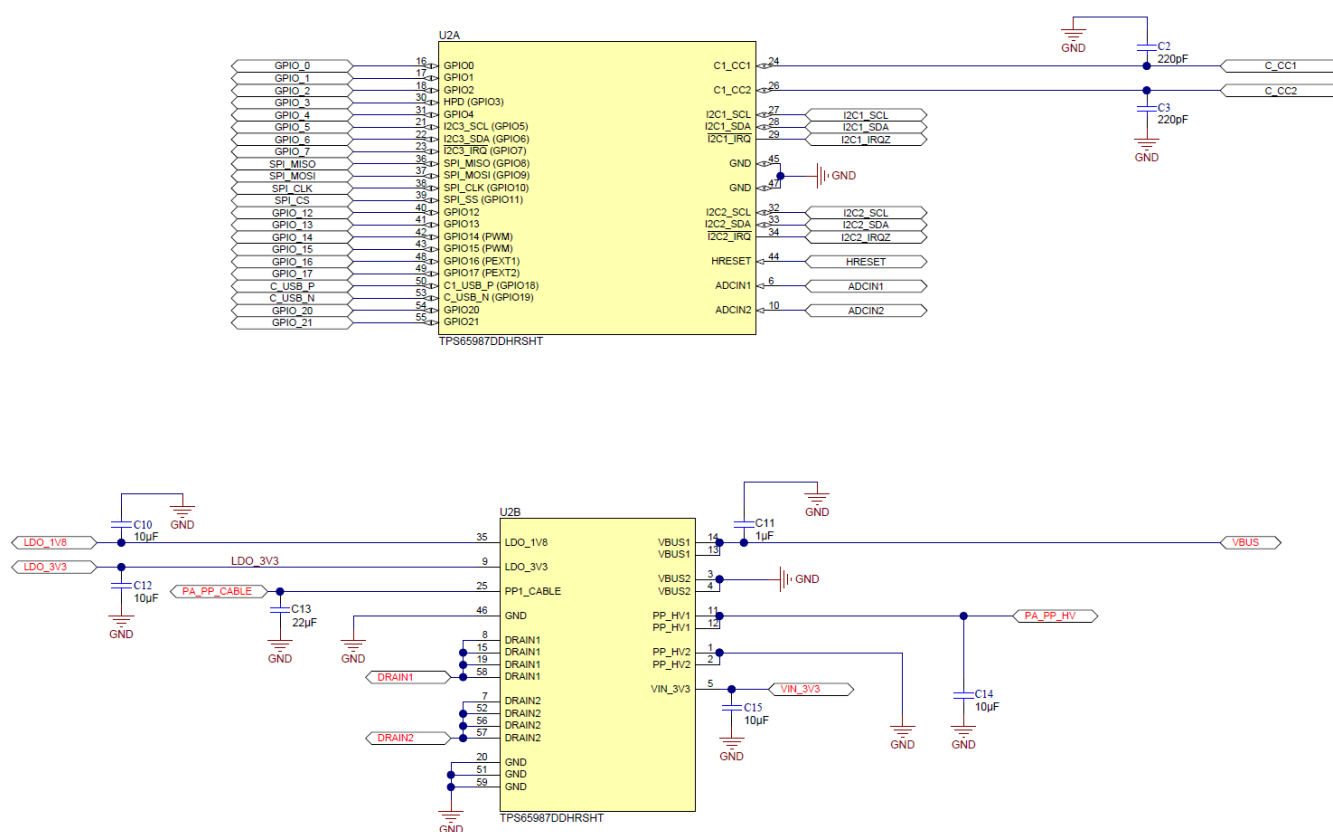 U2A
GPIO_0 16 GPIO0
GPIO_1 17 GPIO1
GPIO_2 18 GPIO2
GPIO_3 30 HPD (GPIO3)
GPIO_4 31 GPIO4
GPIO_5 21 I2C3_SCL (GPIO5)
GPIO_6 22 I2C3_SDA (GPIO6)
GPIO_7 23 I2C3_IRQ (GPIO7)
SPI_MISO 36 SPI_MISO (GPIO8)
SPI_MOSI 37 SPI_MOSI (GPIO9)
SPI_CLK 38 SPI_CLK (GPIO10)
SPI_CS 39 SPI_SS (GPIO11)
GPIO_12 40 GPIO12
GPIO_13 41 GPIO13
GPIO_14 42 GPIO14 (PWM)
GPIO_15 43 GPIO15 (PWM)
GPIO_16 48 GPIO16 (PEXT1)
GPIO_17 49 GPIO17 (PEXT2)
C_USB_P 50 C1_USB_P (GPIO18)
C_USB_N 53 C_USB_N (GPIO19)
GPIO_20 54 GPIO20
GPIO_21 55 GPIO21
C1_CC1 24 C_CC1
C1_CC2 26 C_CC2
I2C1_SCL 27 I2C1_SCL
I2C1_SDA 28 I2C1_SDA
I2C1_IRQ 29 I2C1_IRQZ
GND 45
GND
GND 47
I2C2_SCL 32 I2C2_SCL
I2C2_SDA 33 I2C2_SDA
I2C2_IRQ 34 I2C2_IRQZ
HRESET 44 HRESET
ADCIN1 6 ADCIN1
ADCIN2 10 ADCIN2
GND
C2
220pF
C3
220pF
GND
TPS65987DDHRSHT
U2B
GND
C10
10µF
LDO_1V8 35 LDO_1V8
LDO_3V3 LDO_3V3 9 LDO_3V3
C12
10µF
GND
PA_PP_CABLE 25 PP1_CABLE
C13
22µF
GND
46 GND
GND
8 DRAIN1
15 DRAIN1
19 DRAIN1
DRAIN1 58 DRAIN1
7 DRAIN2
52 DRAIN2
56 DRAIN2
DRAIN2 57 DRAIN2
20 GND
51 GND
59 GND
GND
GND
C11
1µF
VBUS1 14 VBUS
VBUS1 13
VBUS2 3 GND
VBUS2 4
PP_HV1 11 PA_PP_HV
PP_HV1 12
PP_HV2 1
PP_HV2 2
VIN_3V3 5 VIN_3V3
C15
10µF
GND
GND
C14
10µF
GND
TPS65987DDHRSHT